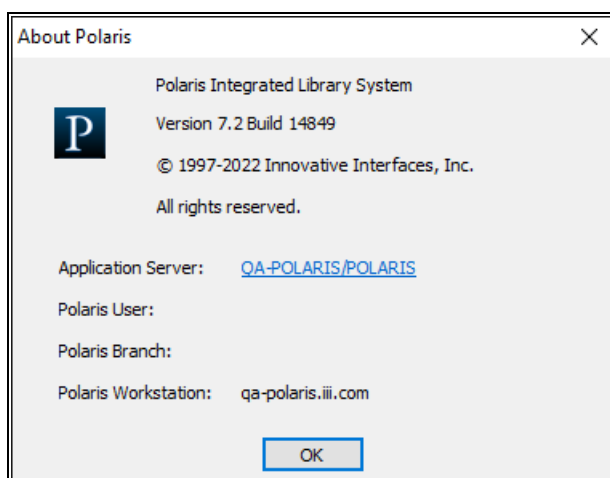 About Polaris
Polaris Integrated Library System
P
Version 7.2 Build 14849
© 1997-2022 Innovative Interfaces, Inc.
All rights reserved.
Application Server: QA-POLARIS/POLARIS
Polaris User:
Polaris Branch:
Polaris Workstation: qa-polaris.iii.com
OK